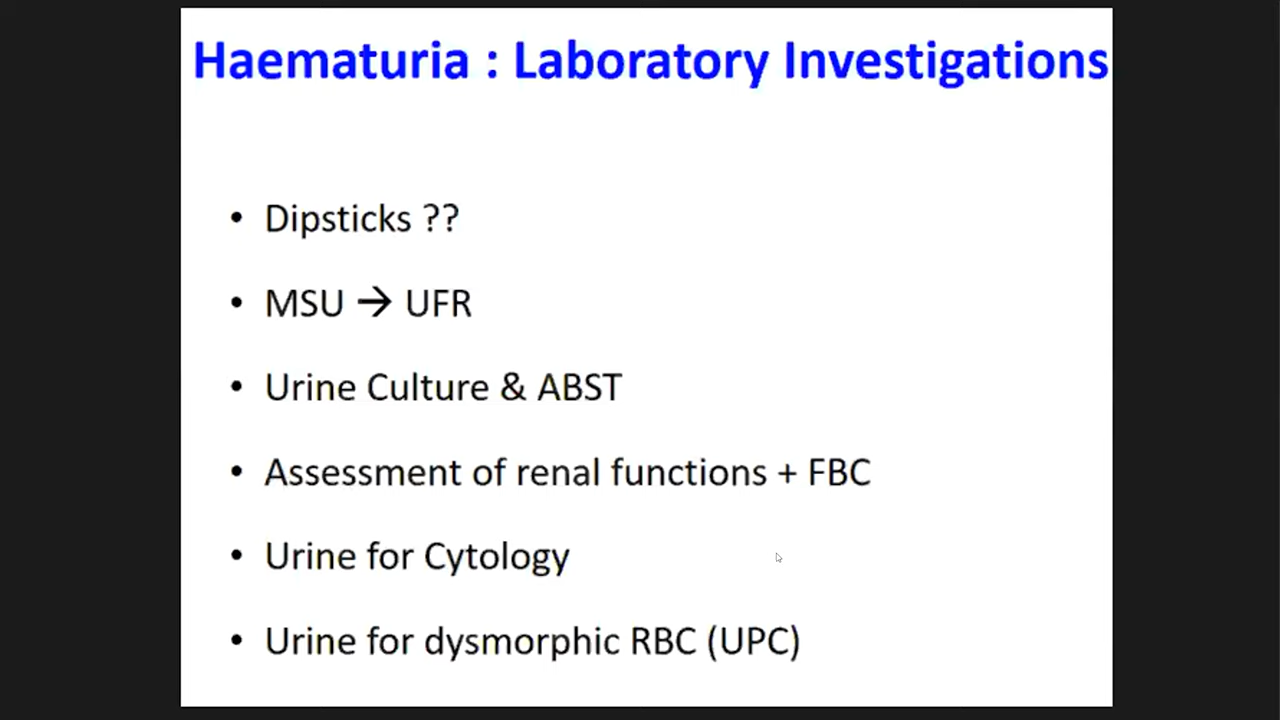 Haematuria : Laboratory Investigations
• Dipsticks ??
• MSU → UFR
• Urine Culture & ABST
• Assessment of renal functions + FBC
• Urine for Cytology
• Urine for dysmorphic RBC (UPC)